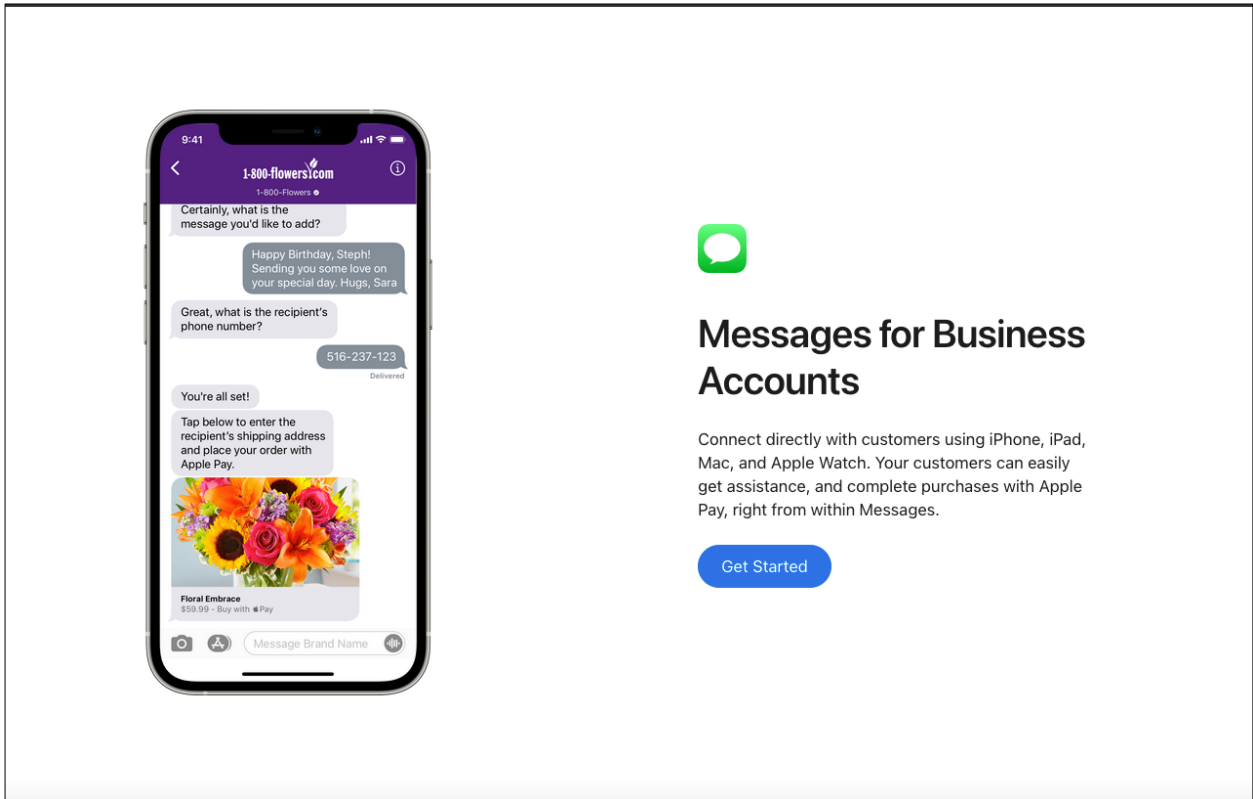 9:41
1-800-flowers.com
1-800-Flowers
Certainly, what is the
message you'd like to add?
Happy Birthday, Steph!
Sending you some love on
your special day. Hugs, Sara
Great, what is the recipient's
phone number?
516-237-123
Delivered
You're all set!
Tap below to enter the
recipient's shipping address
and place your order with
Apple Pay.
Floral Embrace
$59.99 - Buy with Pay
Message Brand Name
Messages for Business
Accounts
Connect directly with customers using iPhone, iPad,
Mac, and Apple Watch. Your customers can easily
get assistance, and complete purchases with Apple
Pay, right from within Messages.
Get Started